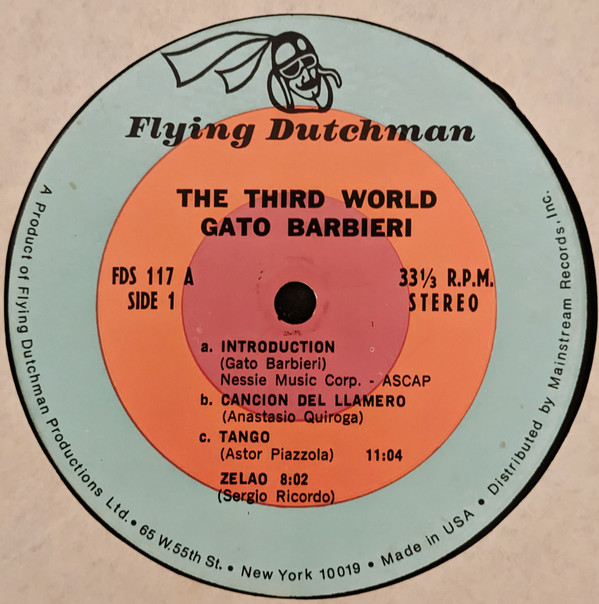 Flying Dutchman
THE THIRD WORLD
GATO BARBIERI
FDS 117 A
SIDE 1
33⅓ R.P.M.
STEREO
a. INTRODUCTION
(Gato Barbieri)
Nessie Music Corp. - ASCAP
b. CANCION DEL LLAMERO
(Anastasio Quiroga)
c. TANGO
(Astor Piazzola) 11:04
ZELAO 8:02
(Sergio Ricordo)
A Product of Flying Dutchman Productions Ltd. • 65 W. 55th St. • New York 10019 • Made in USA • Distributed by Mainstream Records, Inc.